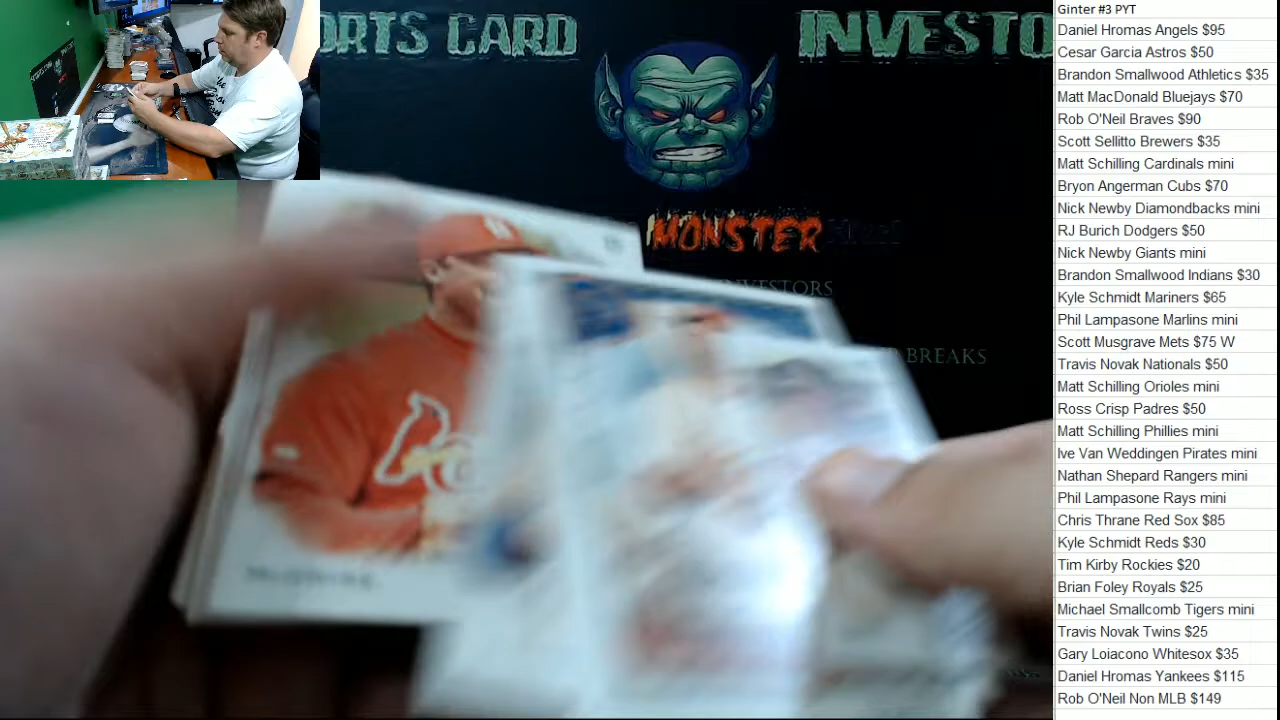 ORTS CARD INVESTO
MONSTER
INVESTORS
BREAKS
Ginter #3 PYT
Daniel Hromas Angels $95
Cesar Garcia Astros $50
Brandon Smallwood Athletics $35
Matt MacDonald Bluejays $70
Rob O'Neil Braves $90
Scott Sellitto Brewers $35
Matt Schilling Cardinals mini
Bryon Angerman Cubs $70
Nick Newby Diamondbacks mini
RJ Burich Dodgers $50
Nick Newby Giants mini
Brandon Smallwood Indians $30
Kyle Schmidt Mariners $65
Phil Lampasone Marlins mini
Scott Musgrave Mets $75 W
Travis Novak Nationals $50
Matt Schilling Orioles mini
Ross Crisp Padres $50
Matt Schilling Phillies mini
Ive Van Weddingen Pirates mini
Nathan Shepard Rangers mini
Phil Lampasone Rays mini
Chris Thrane Red Sox $85
Kyle Schmidt Reds $30
Tim Kirby Rockies $20
Brian Foley Royals $25
Michael Smallcomb Tigers mini
Travis Novak Twins $25
Gary Loiacono Whitesox $35
Daniel Hromas Yankees $115
Rob O'Neil Non MLB $149